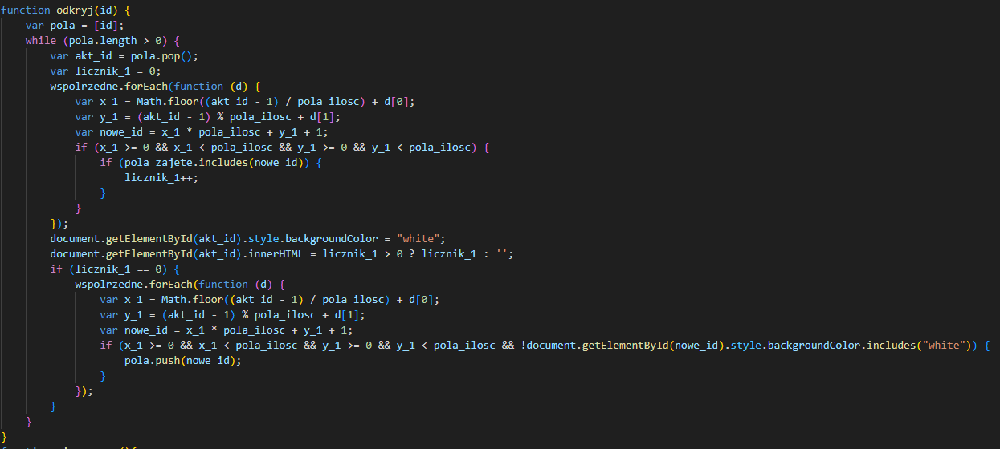 function odkryj(id) {
    var pola = [id];
    while (pola.length > 0) {
        var akt_id = pola.pop();
        var licznik_1 = 0;
        wspolrzedne.forEach(function (d) {
            var x_1 = Math.floor((akt_id - 1) / pola_ilosc) + d[0];
            var y_1 = (akt_id - 1) % pola_ilosc + d[1];
            var nowe_id = x_1 * pola_ilosc + y_1 + 1;
            if (x_1 >= 0 && x_1 < pola_ilosc && y_1 >= 0 && y_1 < pola_ilosc) {
                if (pola_zajete.includes(nowe_id)) {
                    licznik_1++;
                }
            }
        });
        document.getElementById(akt_id).style.backgroundColor = "white";
        document.getElementById(akt_id).innerHTML = licznik_1 > 0 ? licznik_1 : '';
        if (licznik_1 == 0) {
            wspolrzedne.forEach(function (d) {
                var x_1 = Math.floor((akt_id - 1) / pola_ilosc) + d[0];
                var y_1 = (akt_id - 1) % pola_ilosc + d[1];
                var nowe_id = x_1 * pola_ilosc + y_1 + 1;
                if (x_1 >= 0 && x_1 < pola_ilosc && y_1 >= 0 && y_1 < pola_ilosc && !document.getElementById(nowe_id).style.backgroundColor.includes("white")) {
                    pola.push(nowe_id);
                }
            });
        }
    }
}